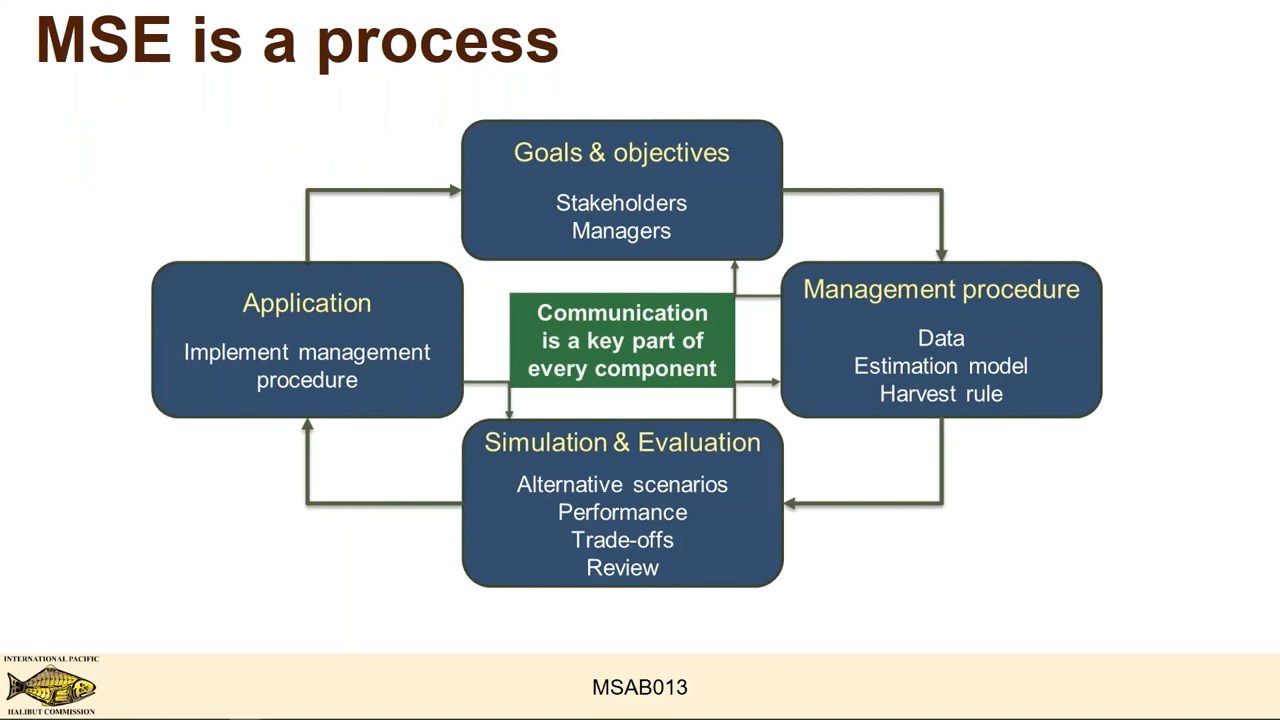 MSE is a process
Goals & objectives
Stakeholders
Managers
Application
Implement management
procedure
Communication
is a key part of
every component
Management procedure
Data
Estimation model
Harvest rule
Simulation & Evaluation
Alternative scenarios
Performance
Trade-offs
Review
INTERNATIONAL PACIFIC
HALIBUT COMMISSION
MSAB013